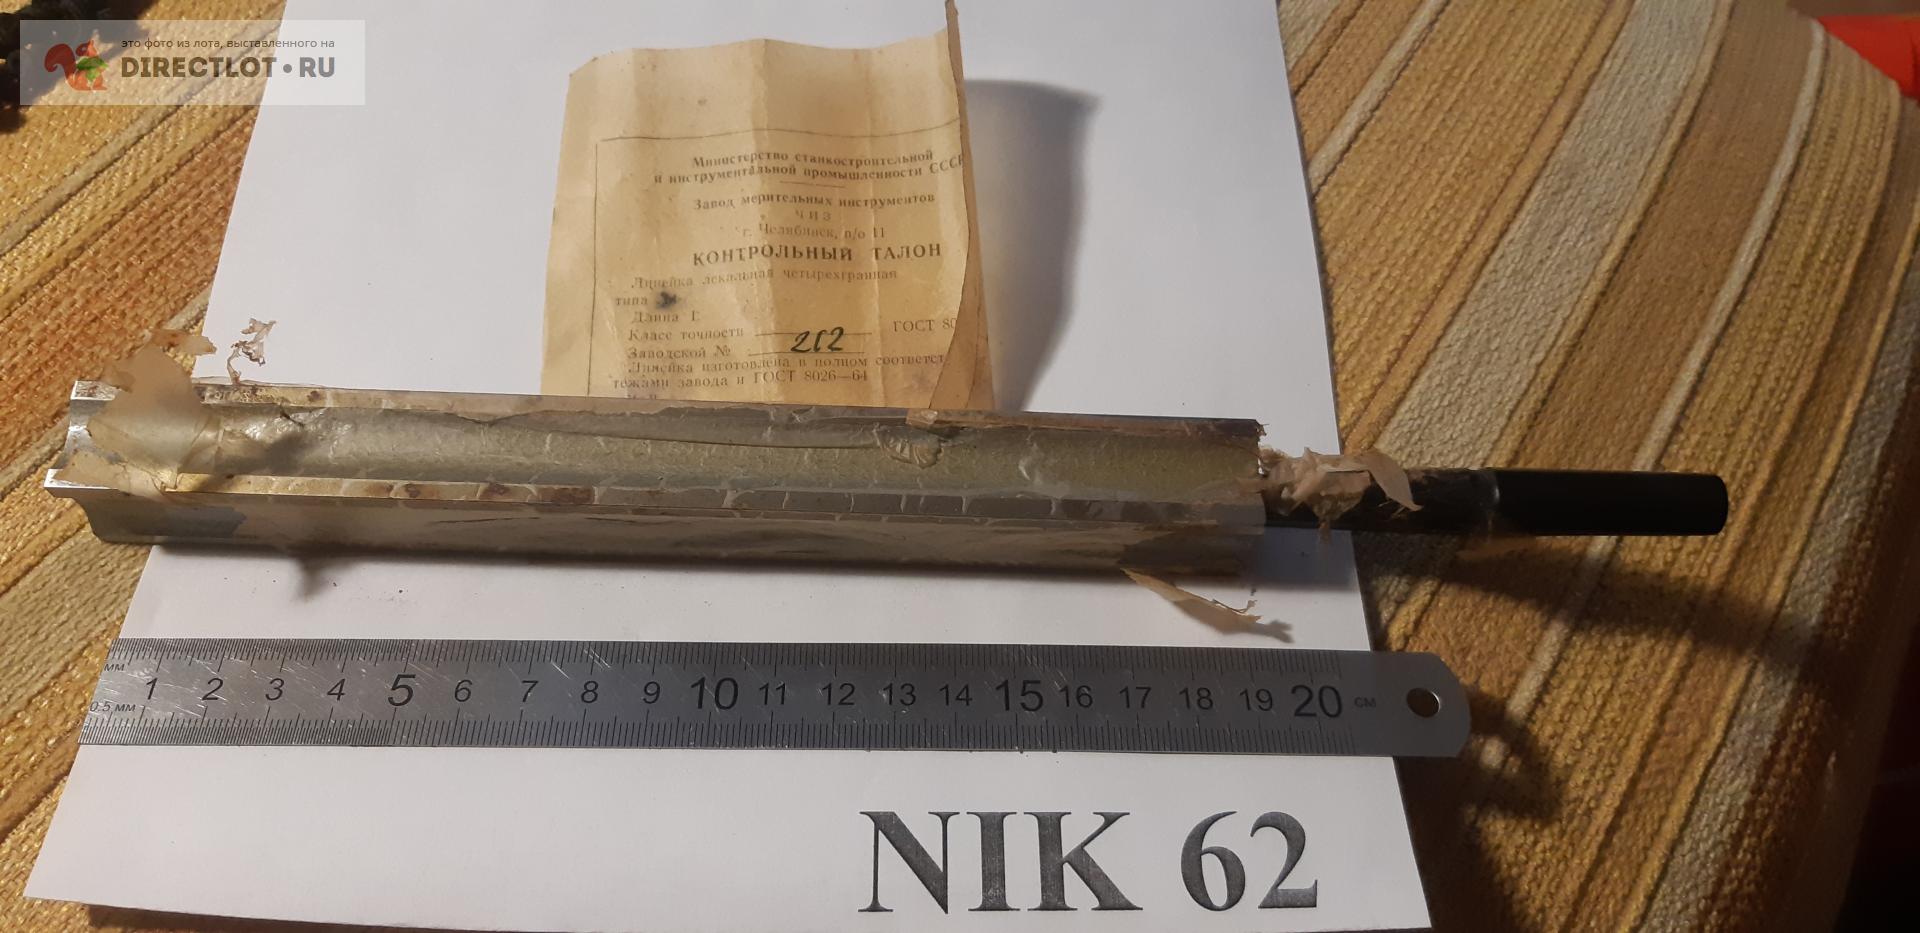 это фото из лота, выставленного на
DIRECTLOT•RU
Министерство станкостроительной
и инструментальной промышленности СССР
Завод мерительных инструментов
ЧИЗ
г. Челябинск, п/о 11
КОНТРОЛЬНЫЙ ТАЛОН
Линейка лекальная четырехгранная
типа
Длина L
Класс точности ГОСТ 80
Заводской № 212
Линейка изготовлена в полном соответст
тежами завода и ГОСТ 8026—64
мм
1 2 3 4 5 6 7 8 9 10 11 12 13 14 15 16 17 18 19 20 см
0.5 мм
NIK 62